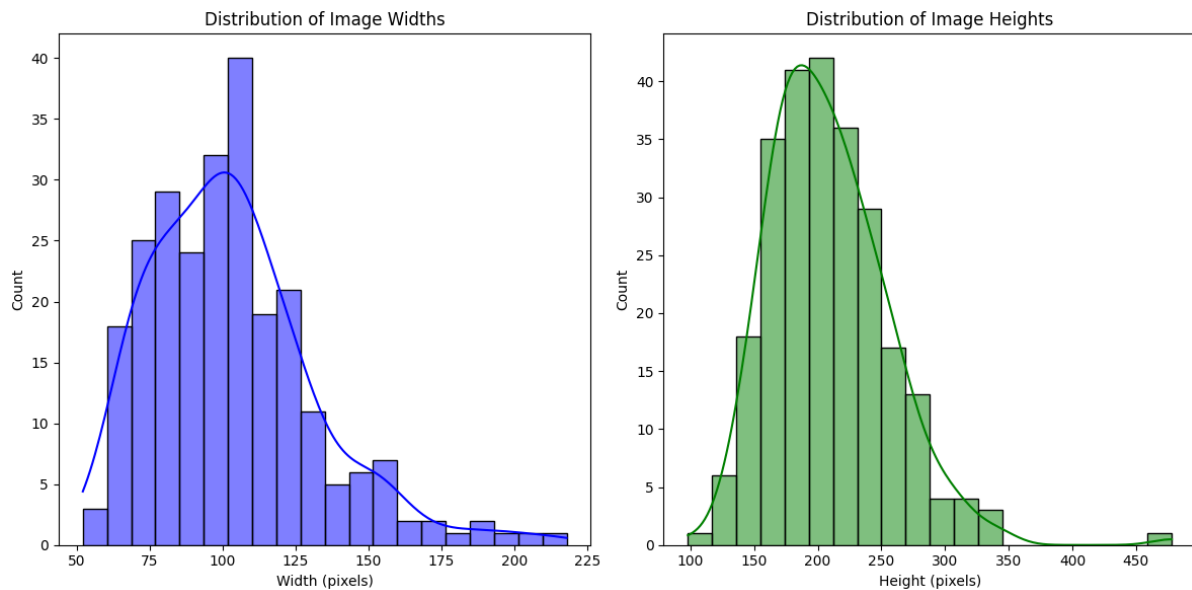 Distribution of Image Widths
40
35
30
25
20
15
10
5
0
Count
50 75 100 125 150 175 200 225
Width (pixels)
Distribution of Image Heights
40
35
30
25
20
15
10
5
0
Count
100 150 200 250 300 350 400 450
Height (pixels)